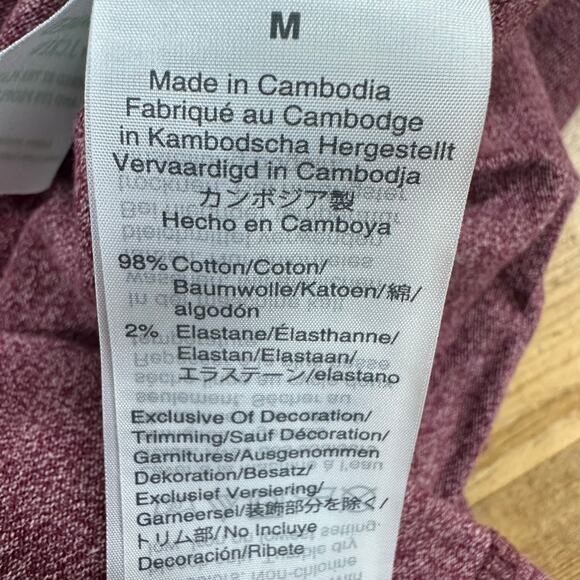 M
Made in Cambodia
Fabriqué au Cambodge
in Kambodscha Hergestellt
Vervaardigd in Cambodja
カンボジア製
Hecho en Camboya
98% Cotton/Coton/
Baumwolle/Katoen/綿/
algodón
2% Elastane/Élasthanne/
Elastan/Elastaan/
エラステーン/elastano
Exclusive Of Decoration/
Trimming/Sauf Décoration/
Garnitures/Ausgenommen
Dekoration/Besatz/
Exclusief Versiering/
Garneersel/装飾部分を除く/
トリム部/No Incluye
Decoración/Ribete